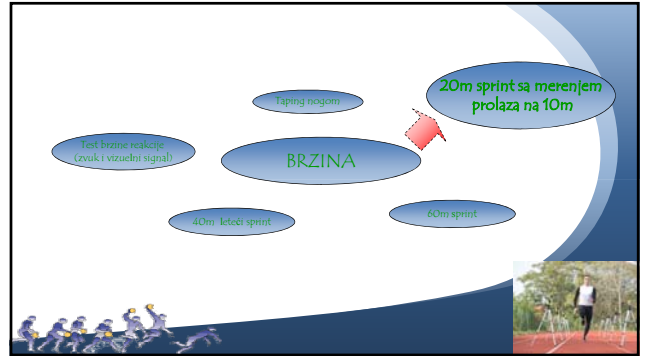 20m sprint sa merenjem
prolaza na 10m
Taping nogom
Test brzine reakcije
(zvuk i vizuelni signal)
BRZINA
40m leteći sprint
60m sprint